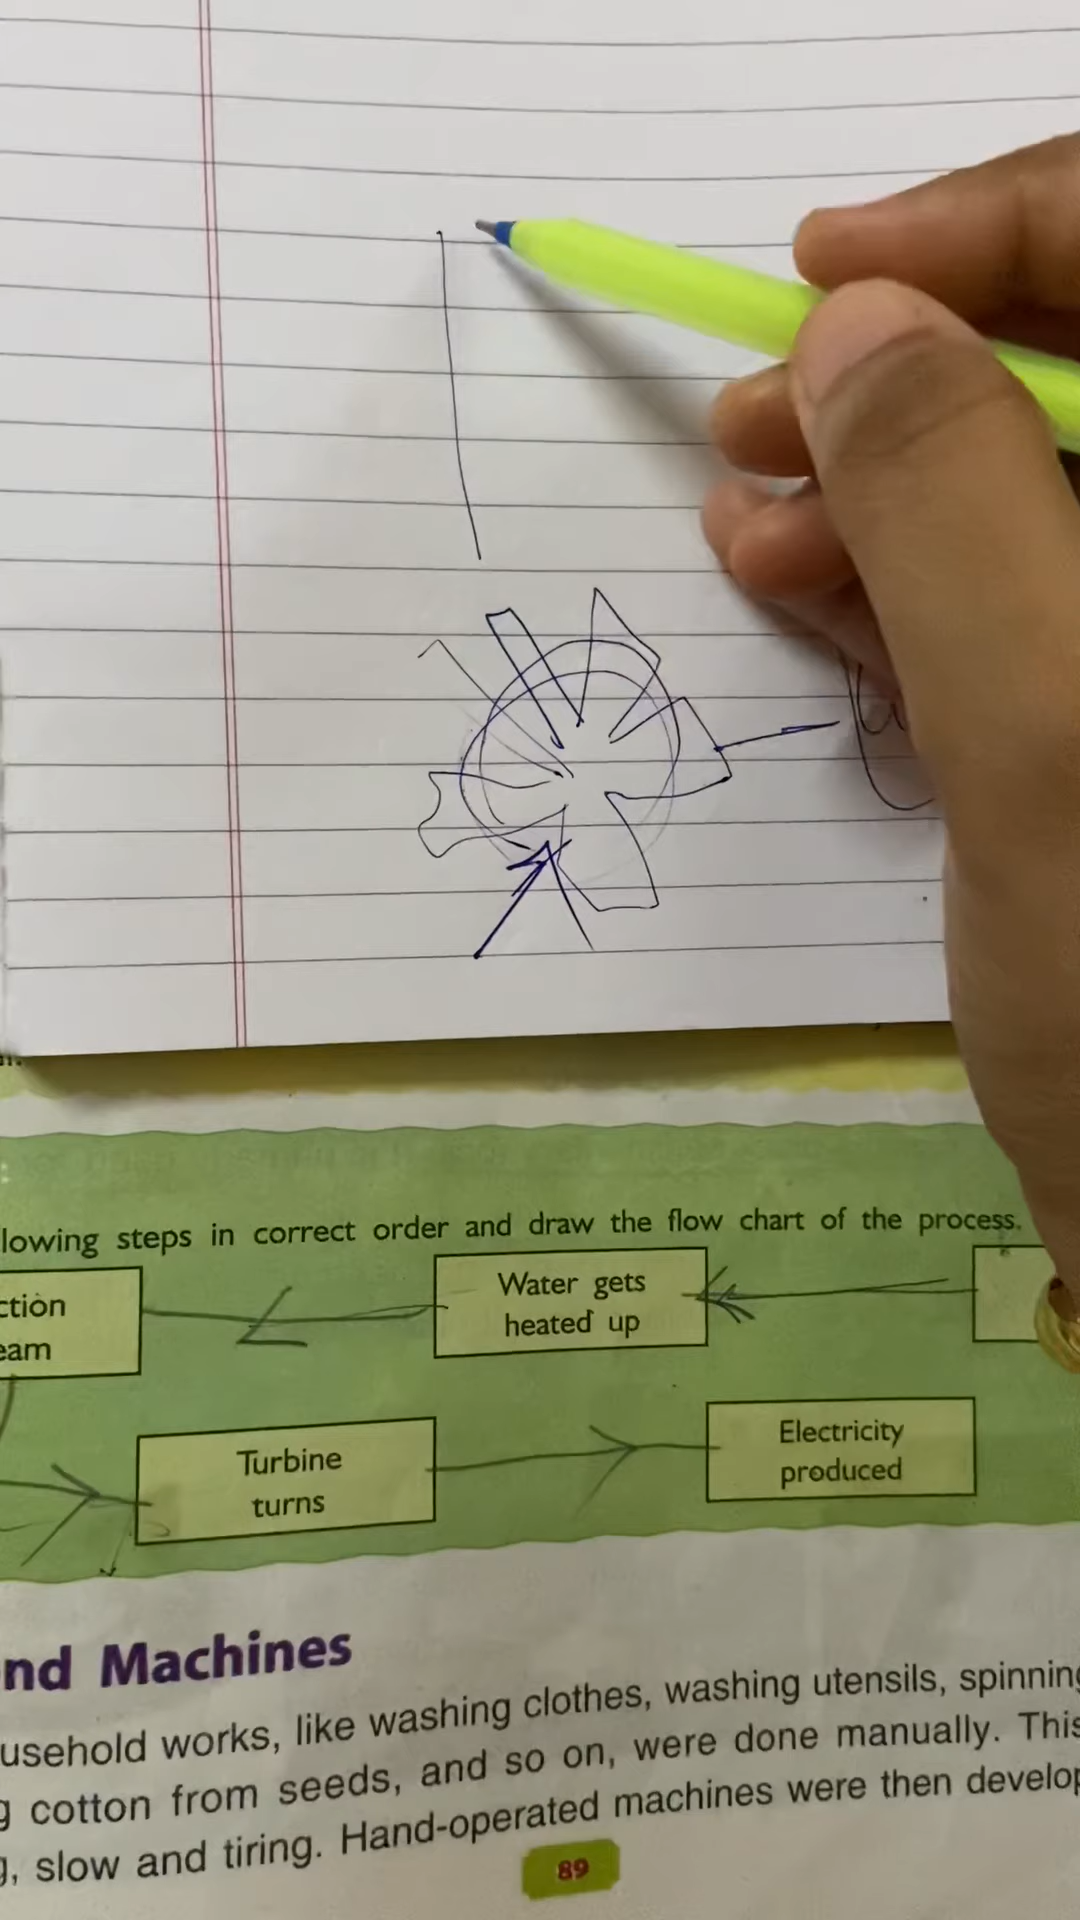 lowing steps in correct order and draw the flow chart of the process.
ction
eam
Water gets
heated up
Turbine
turns
Electricity
produced
nd Machines
usehold works, like washing clothes, washing utensils, spinning
g cotton from seeds, and so on, were done manually. This
g, slow and tiring. Hand-operated machines were then develop
89